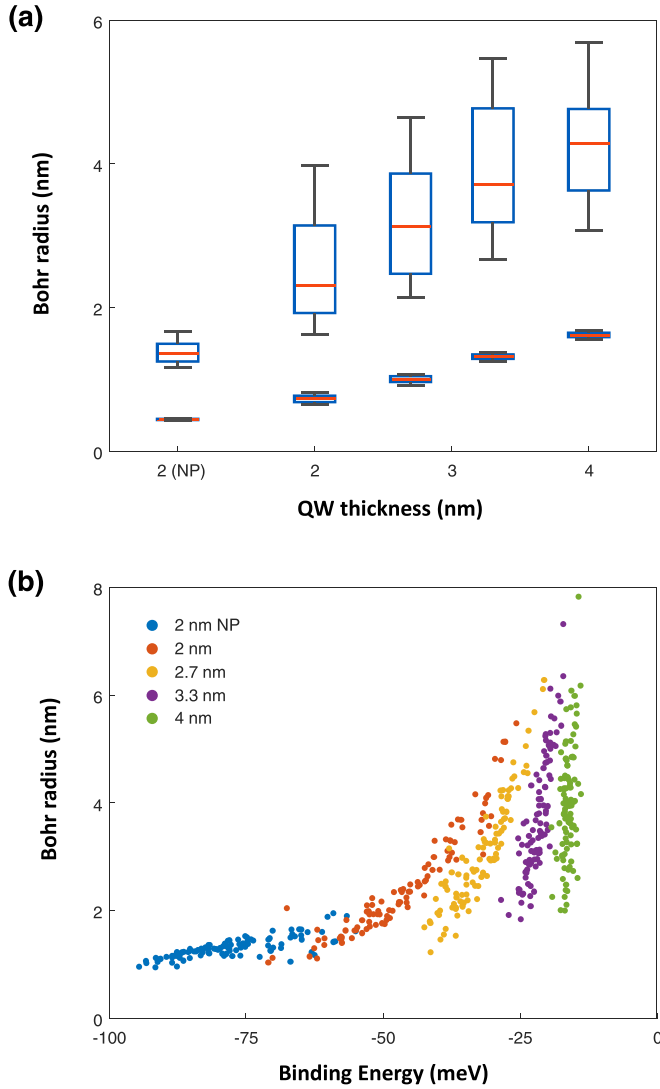 (a)
6
4
2
0
Bohr radius (nm)
2 (NP) 2 3 4
QW thickness (nm)
(b)
8
6
4
2
0
Bohr radius (nm)
2 nm NP
2 nm
2.7 nm
3.3 nm
4 nm
-100 -75 -50 -25 0
Binding Energy (meV)